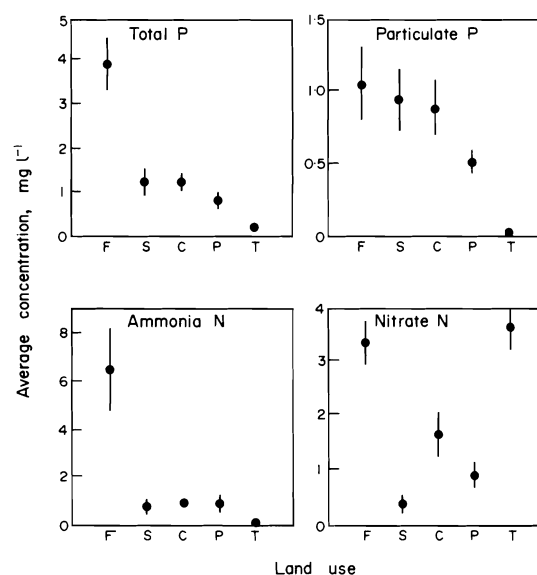 Average concentration, mg l⁻¹
Total P
5
4
3
2
1
0
F S C P T
Particulate P
1·5
1·0
0·5
0
F S C P T
Ammonia N
8
6
4
2
0
F S C P T
Nitrate N
4
3
2
1
0
F S C P T
Land use